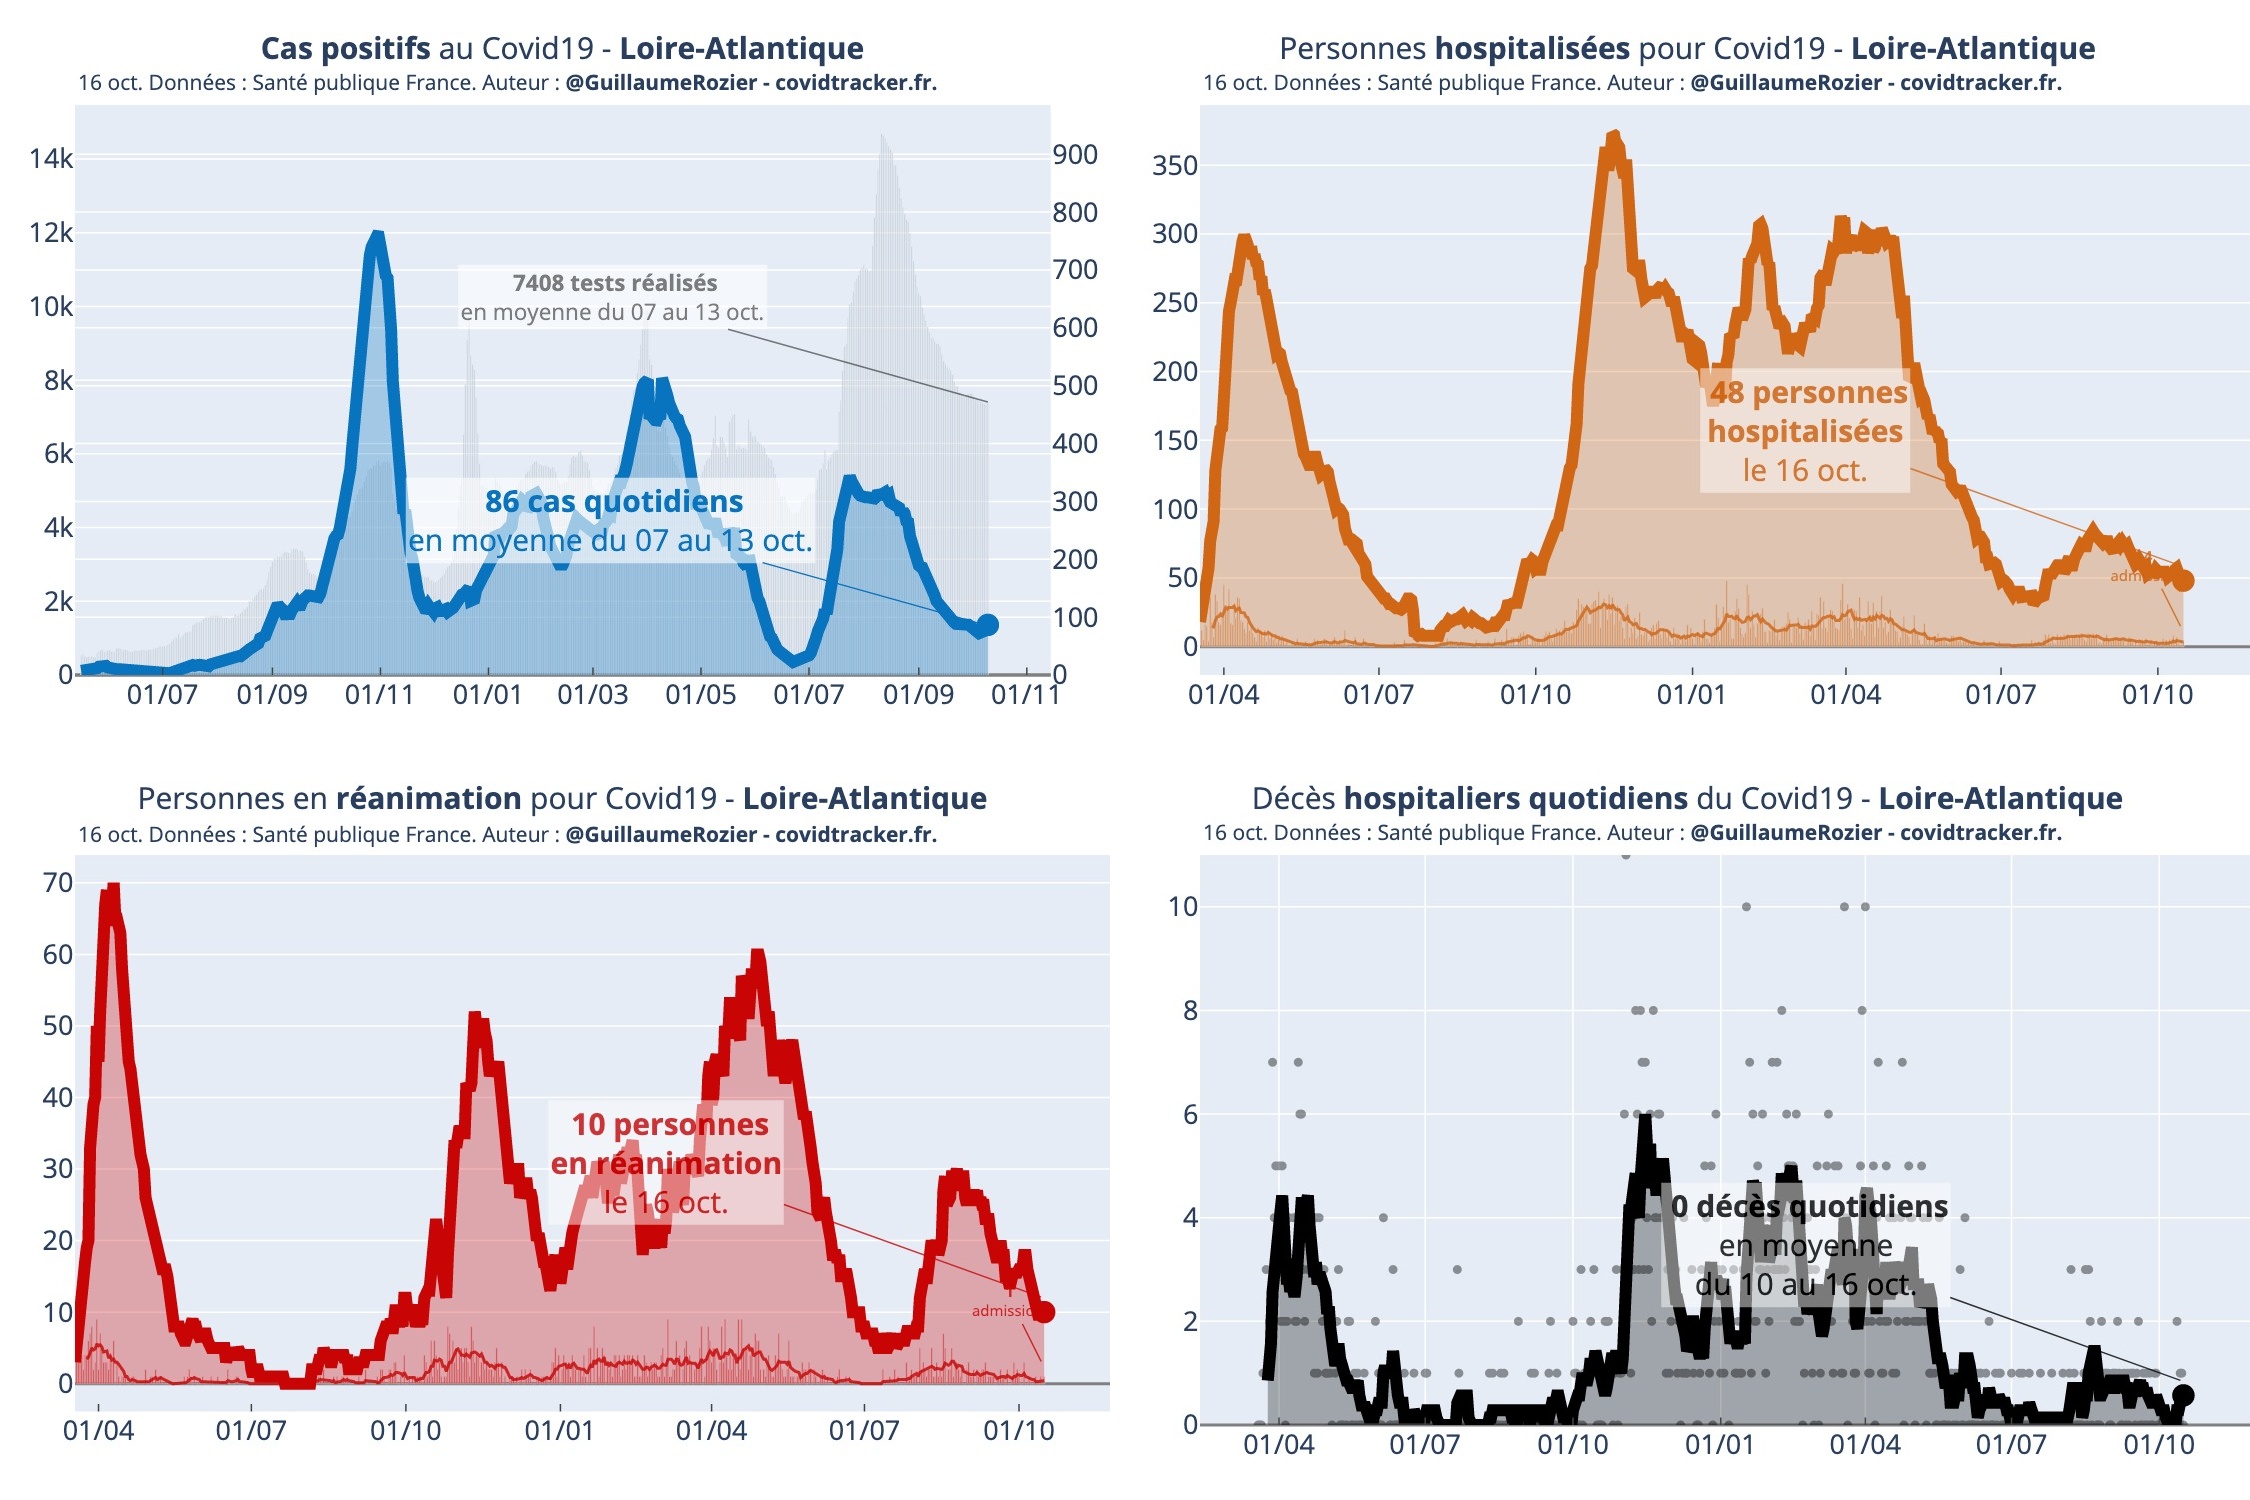 Cas positifs au Covid19 - Loire-Atlantique
16 oct. Données : Santé publique France. Auteur : @GuillaumeRozier - covidtracker.fr.
14k
12k
10k
8k
6k
4k
2k
0
900
800
700
600
500
400
300
200
100
0
7408 tests réalisés
en moyenne du 07 au 13 oct.
86 cas quotidiens
en moyenne du 07 au 13 oct.
01/07 01/09 01/11 01/01 01/03 01/05 01/07 01/09 01/11
Personnes hospitalisées pour Covid19 - Loire-Atlantique
16 oct. Données : Santé publique France. Auteur : @GuillaumeRozier - covidtracker.fr.
350
300
250
200
150
100
50
0
48 personnes
hospitalisées
le 16 oct.
01/04 01/07 01/10 01/01 01/04 01/07 01/10
Personnes en réanimation pour Covid19 - Loire-Atlantique
16 oct. Données : Santé publique France. Auteur : @GuillaumeRozier - covidtracker.fr.
70
60
50
40
30
20
10
0
10 personnes
en réanimation
le 16 oct.
01/04 01/07 01/10 01/01 01/04 01/07 01/10
Décès hospitaliers quotidiens du Covid19 - Loire-Atlantique
16 oct. Données : Santé publique France. Auteur : @GuillaumeRozier - covidtracker.fr.
10
8
6
4
2
0
0 décès quotidiens
en moyenne
du 10 au 16 oct.
01/04 01/07 01/10 01/01 01/04 01/07 01/10